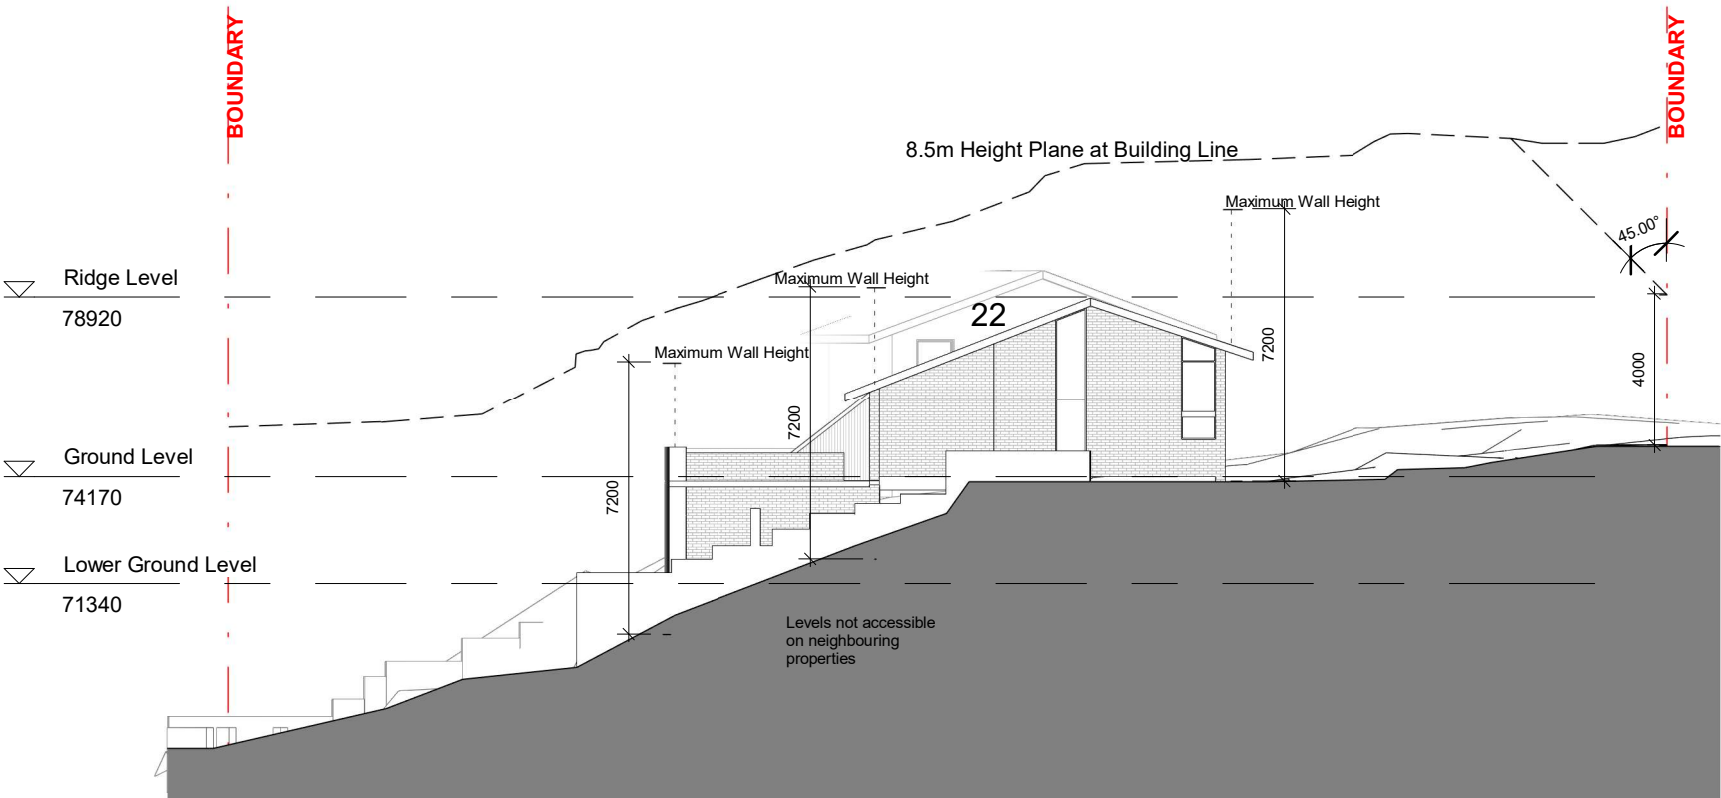 BOUNDARY
BOUNDARY
8.5m Height Plane at Building Line
Maximum Wall Height
45.00°
Ridge Level
78920
Maximum Wall Height
22
Maximum Wall Height
7200
4000
7200
Ground Level
74170
7200
Lower Ground Level
71340
Levels not accessible
on neighbouring
properties